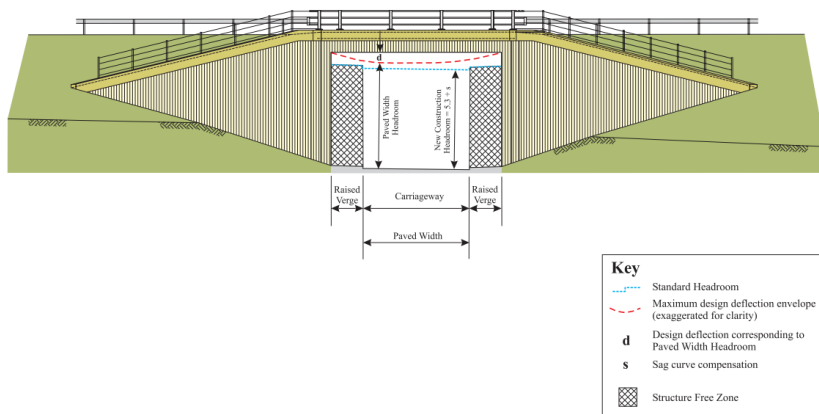 d
Paved Width
Headroom
New Construction
Headroom = 5.3 + s
Raised
Verge
Carriageway
Raised
Verge
Paved Width
Key
Standard Headroom
Maximum design deflection envelope
(exaggerated for clarity)
d
Design deflection corresponding to
Paved Width Headroom
s
Sag curve compensation
Structure Free Zone